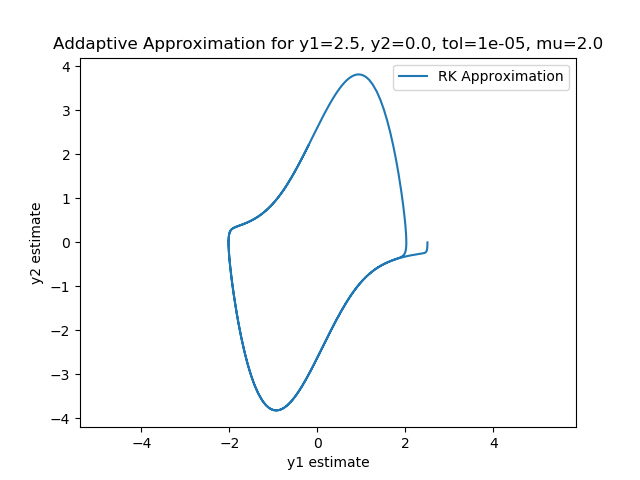 Addaptive Approximation for y1=2.5, y2=0.0, tol=1e-05, mu=2.0
RK Approximation
4
3
2
1
0
−1
−2
−3
−4
y2 estimate
−4 −2 0 2 4
y1 estimate